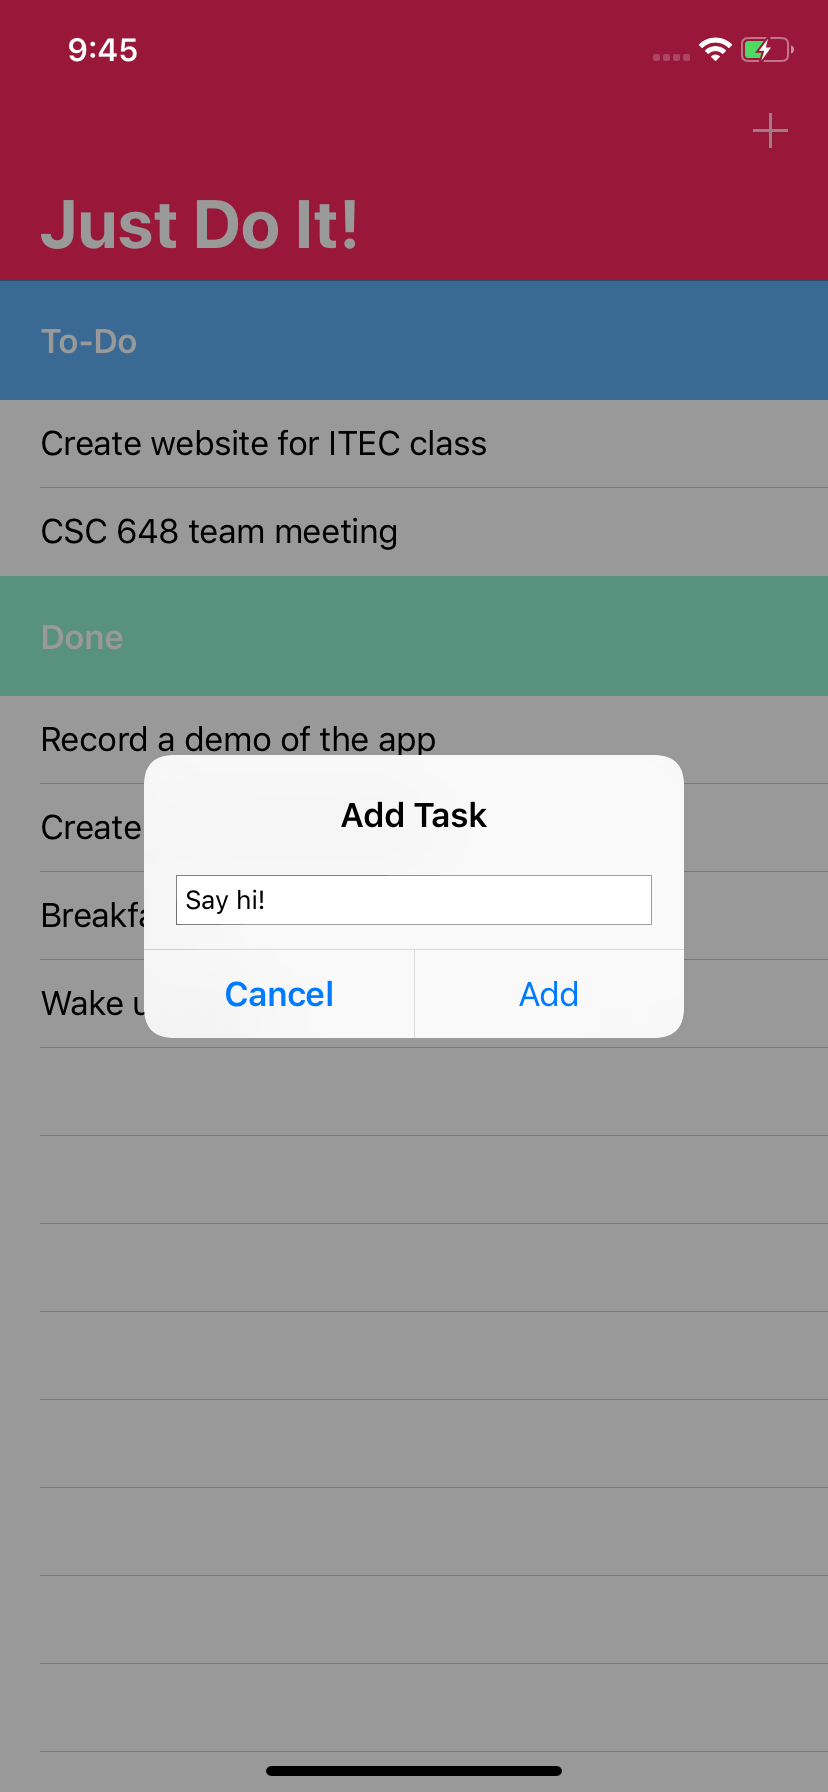 9:45
Just Do It!
To-Do
Create website for ITEC class
CSC 648 team meeting
Done
Record a demo of the app
Create
Wake
Add Task
Say hi!
Cancel
Add